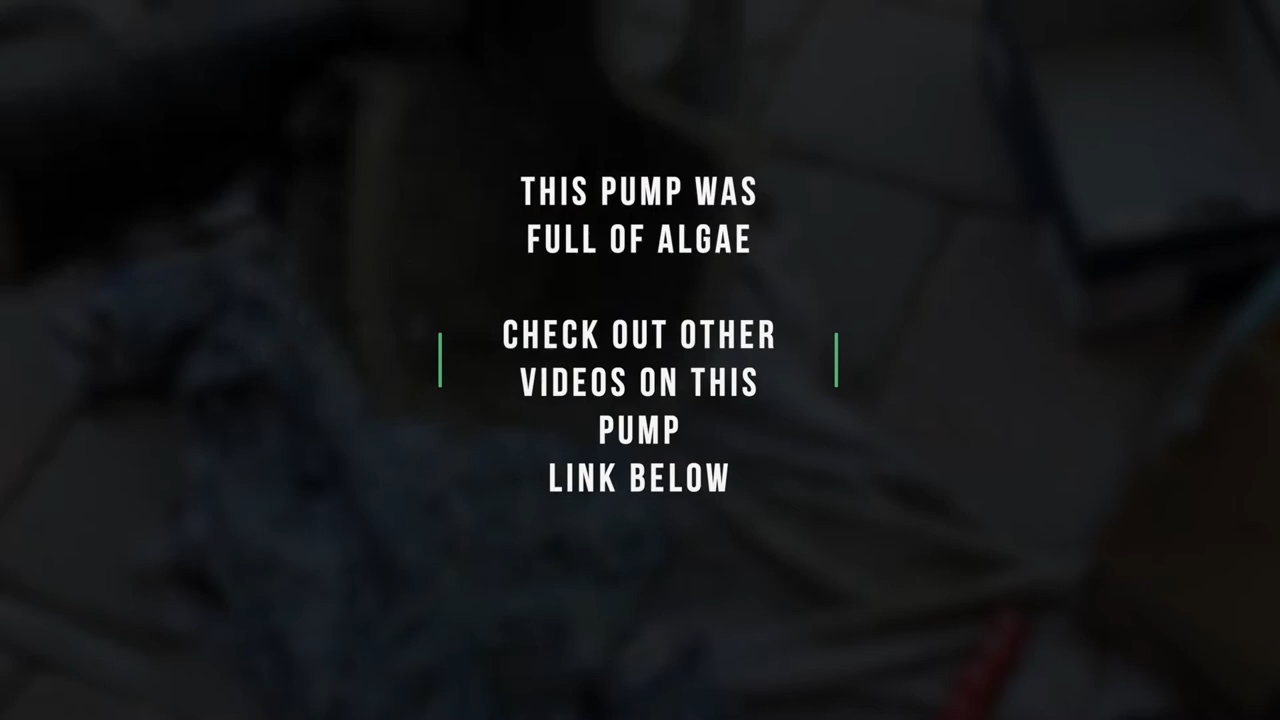 THIS PUMP WAS
FULL OF ALGAE
CHECK OUT OTHER
VIDEOS ON THIS
PUMP
LINK BELOW